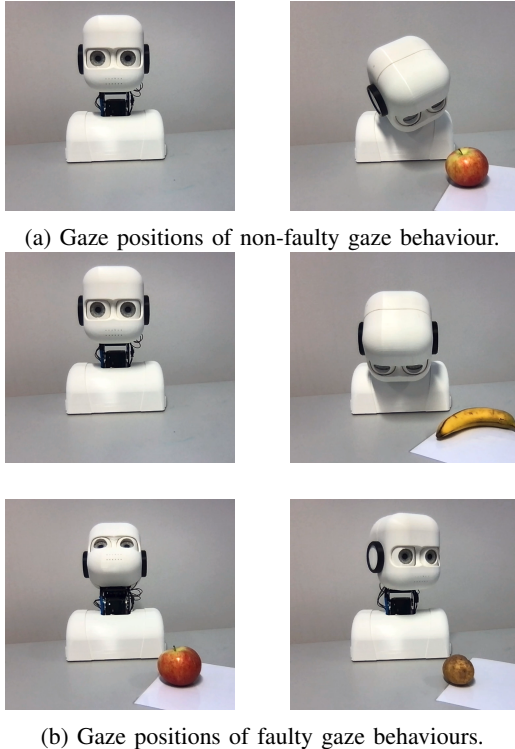 (a) Gaze positions of non-faulty gaze behaviour.
(b) Gaze positions of faulty gaze behaviours.